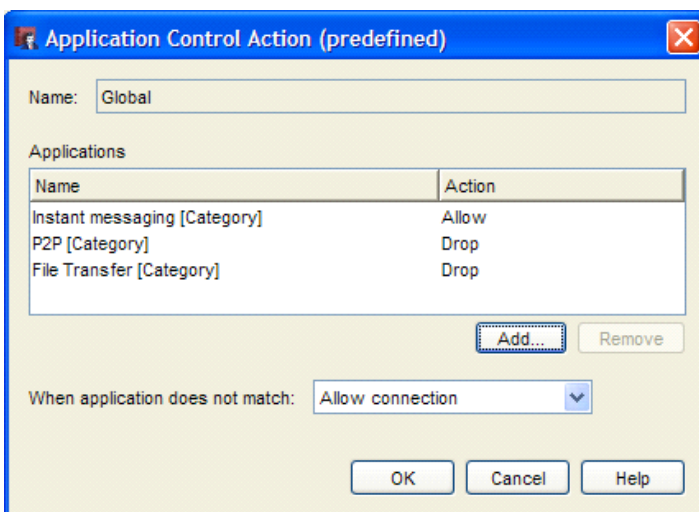 Application Control Action (predefined)
Name: Global
Applications
Name Action
Instant messaging [Category] Allow
P2P [Category] Drop
File Transfer [Category] Drop
Add... Remove
When application does not match: Allow connection
OK Cancel Help